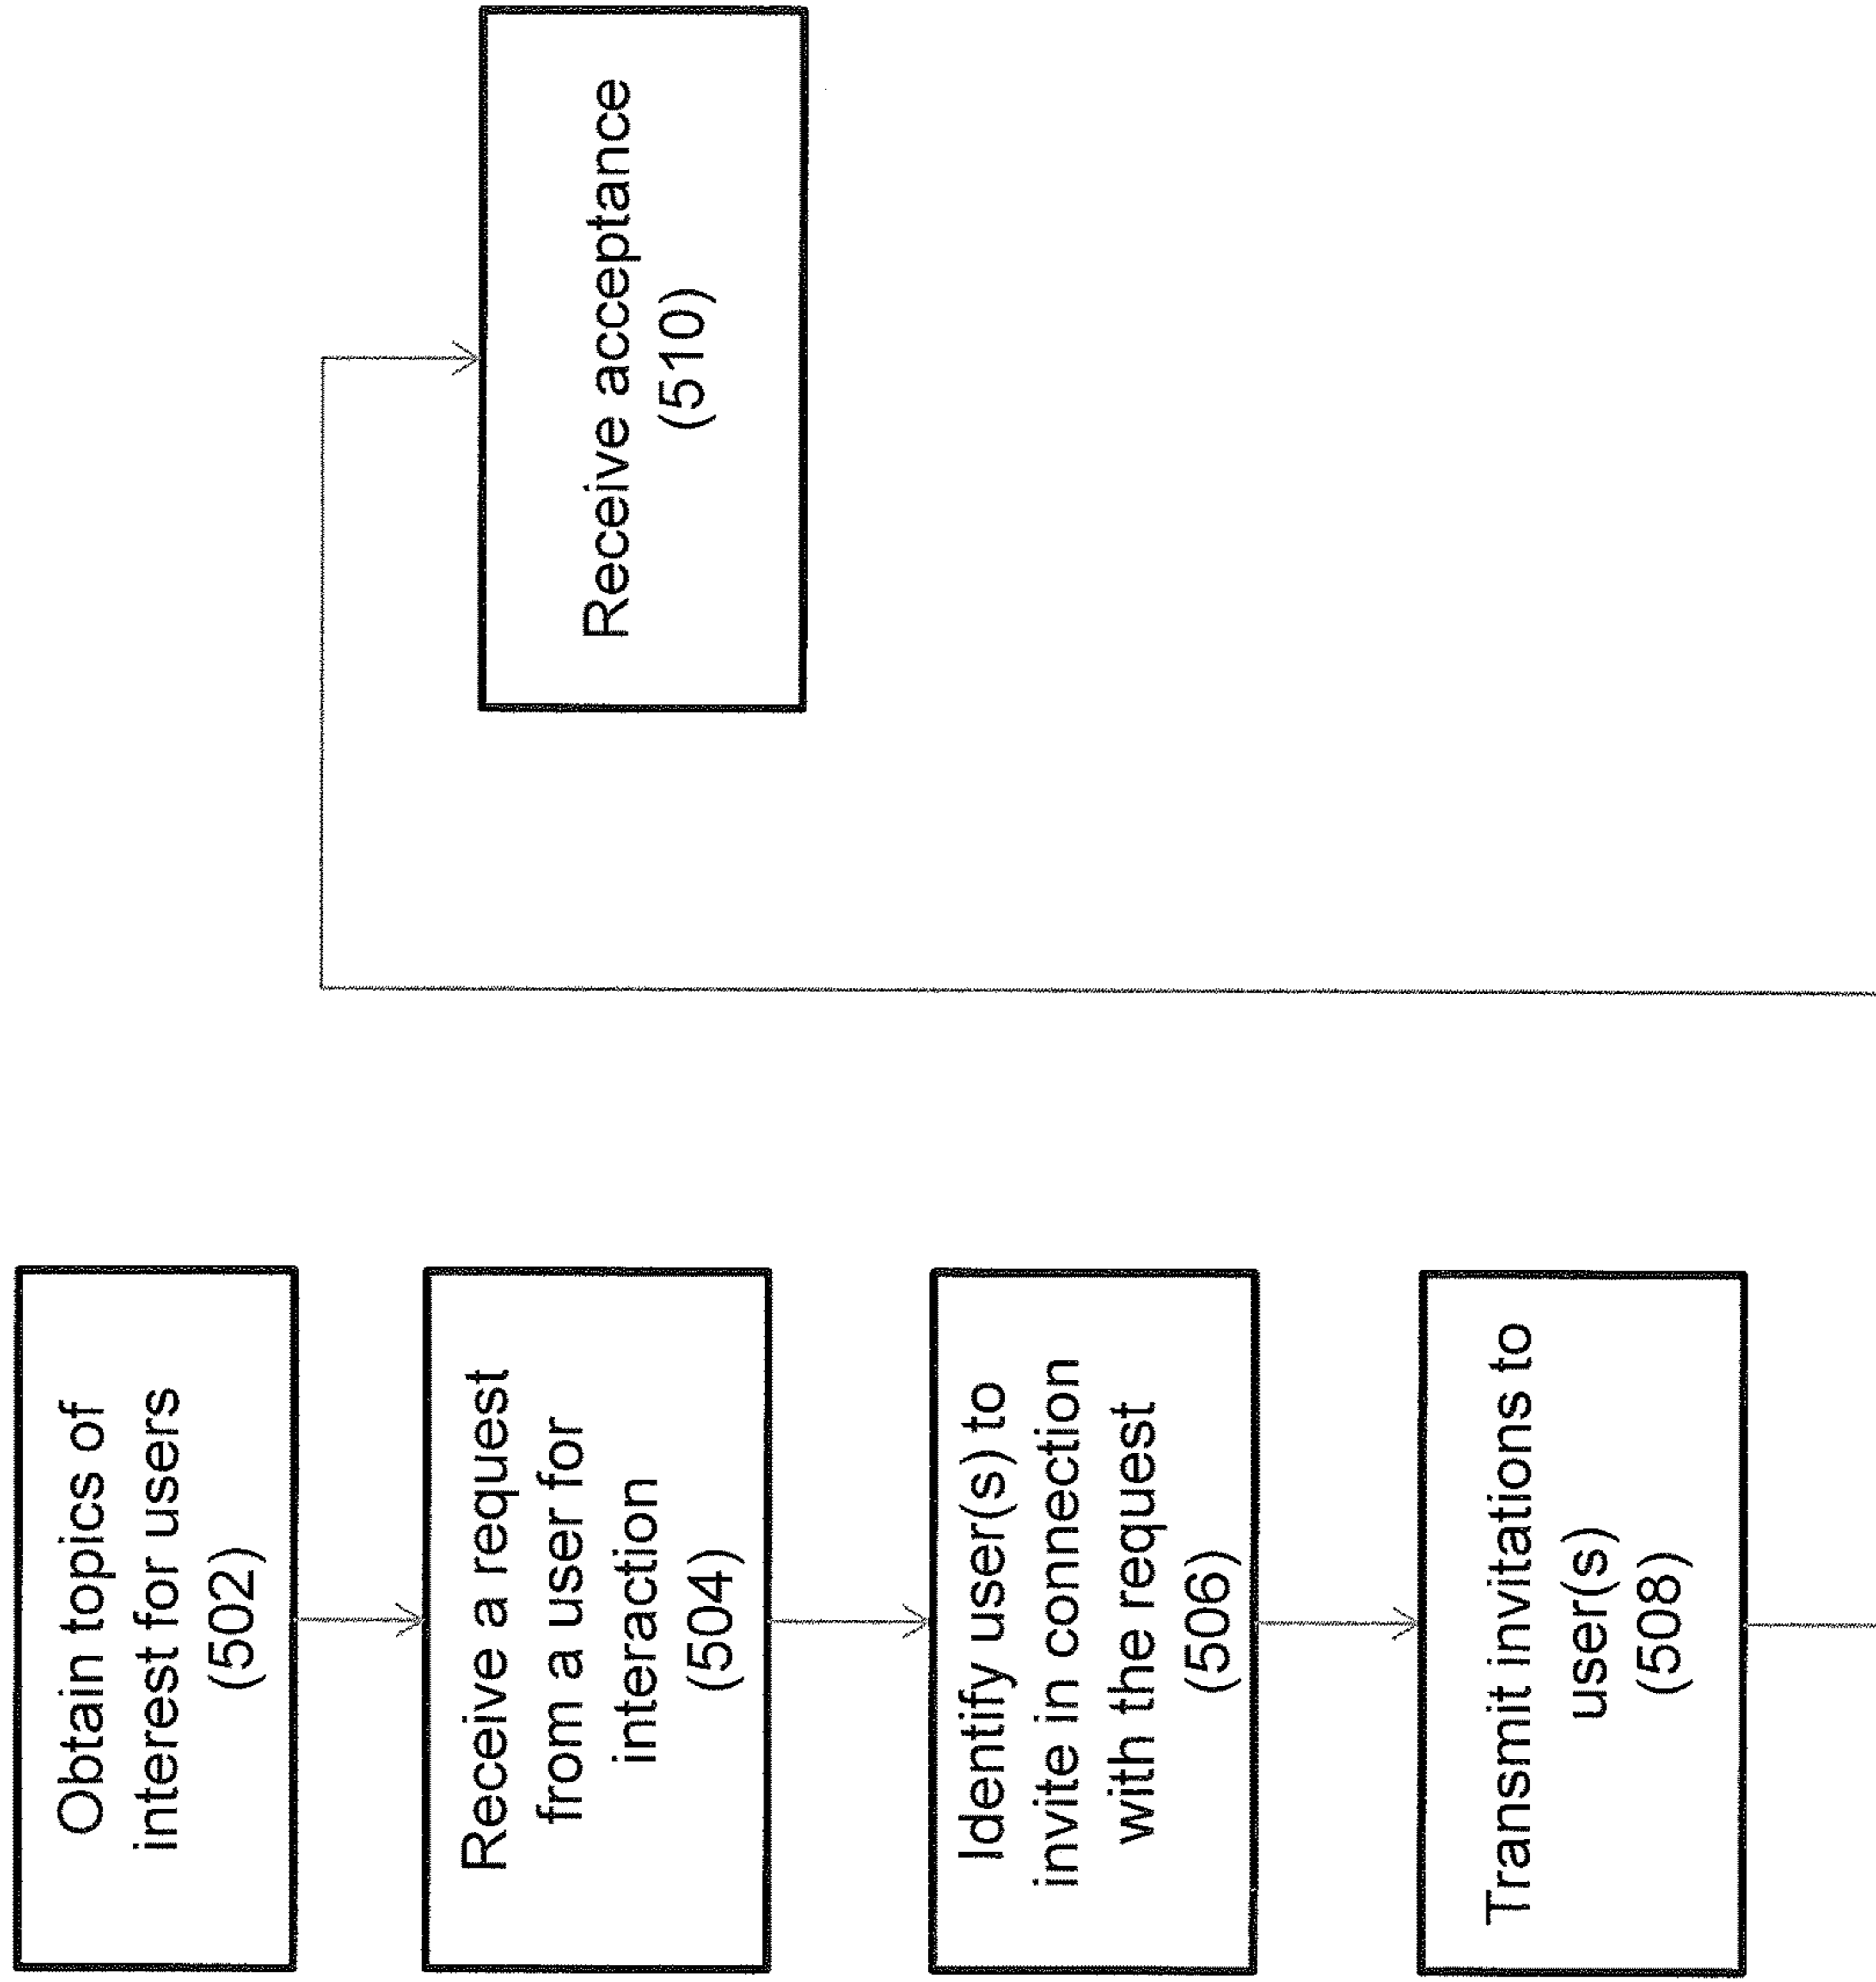 Obtain topics of
interest for users
(502)
Receive a request
from a user for
interaction
(504)
Identify user(s) to
invite in connection
with the request
(506)
Transmit invitations to
user(s)
(508)
Receive acceptance
(510)